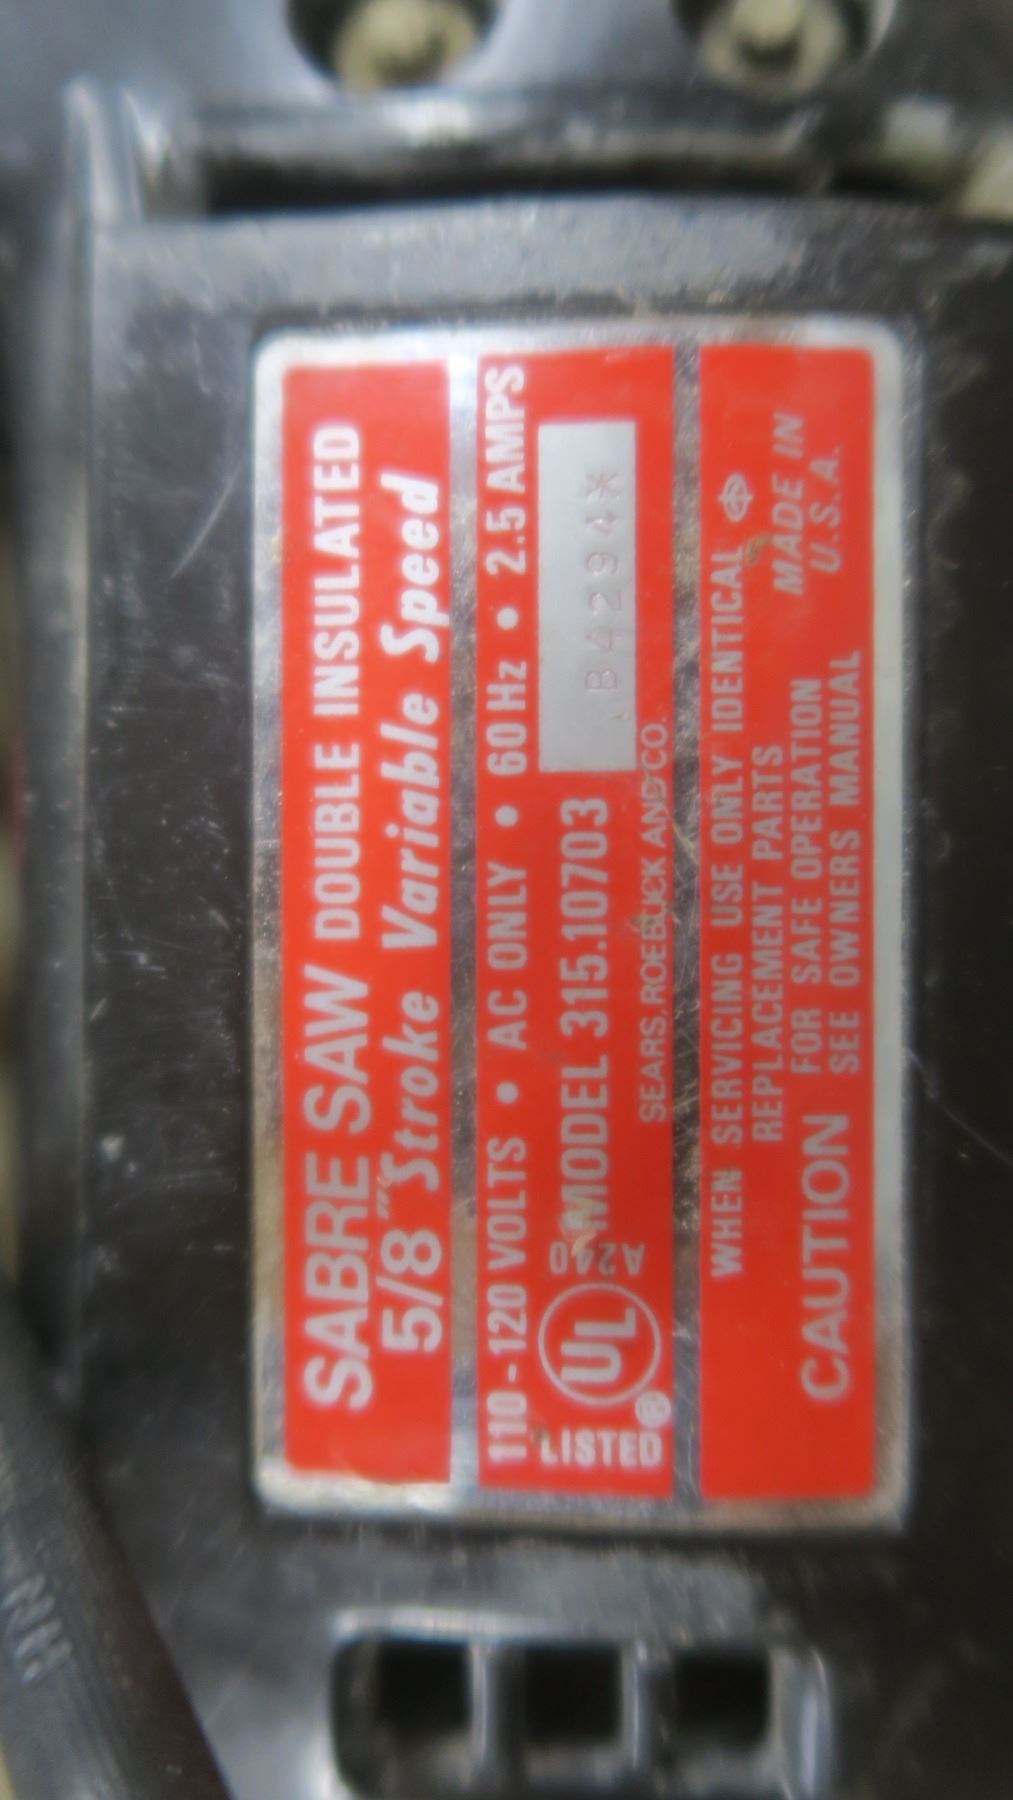 SABRE SAW DOUBLE INSULATED
5/8" Stroke Variable Speed
110-120 VOLTS • AC ONLY • 60 Hz • 2.5 AMPS
LISTED UL ® A240 MODEL 315.10703
B4294*
SEARS, ROEBUCK AND CO.
WHEN SERVICING USE ONLY IDENTICAL
REPLACEMENT PARTS
CAUTION FOR SAFE OPERATION
SEE OWNERS MANUAL
MADE IN
U.S.A.